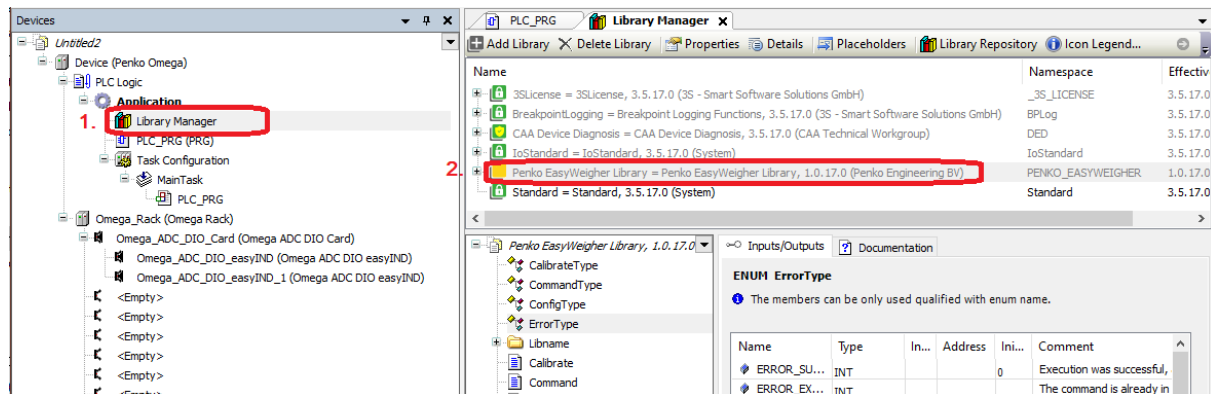 Devices
Untitled2
Device (Penko Omega)
PLC Logic
Application
1.
Library Manager
PLC_PRG (PRG)
Task Configuration
MainTask
PLC_PRG
Omega_Rack (Omega Rack)
Omega_ADC_DIO_Card (Omega ADC DIO Card)
Omega_ADC_DIO_easyIND (Omega ADC DIO easyIND)
Omega_ADC_DIO_easyIND_1 (Omega ADC DIO easyIND)
<Empty>
<Empty>
<Empty>
<Empty>
<Empty>
<Empty>
PLC_PRG Library Manager
Add Library Delete Library Properties Details Placeholders Library Repository Icon Legend...
Name Namespace Effectiv
3SLicense = 3SLicense, 3.5.17.0 (3S - Smart Software Solutions GmbH) _3S_LICENSE 3.5.17.0
BreakpointLogging = Breakpoint Logging Functions, 3.5.17.0 (3S - Smart Software Solutions GmbH) BPLog 3.5.17.0
CAA Device Diagnosis = CAA Device Diagnosis, 3.5.17.0 (CAA Technical Workgroup) DED 3.5.17.0
IoStandard = IoStandard, 3.5.17.0 (System) IoStandard 3.5.17.0
2.
Penko EasyWeigher Library = Penko EasyWeigher Library, 1.0.17.0 (Penko Engineering BV) PENKO_EASYWEIGHER 1.0.17.0
Standard = Standard, 3.5.17.0 (System) Standard 3.5.17.0
Penko EasyWeigher Library, 1.0.17.0
CalibrateType
CommandType
ConfigType
ErrorType
Libname
Calibrate
Command
Inputs/Outputs Documentation
ENUM ErrorType
The members can be only used qualified with enum name.
Name Type In... Address Ini... Comment
ERROR_SU... INT 0 Execution was successful,
ERROR_EX... INT The command is already in